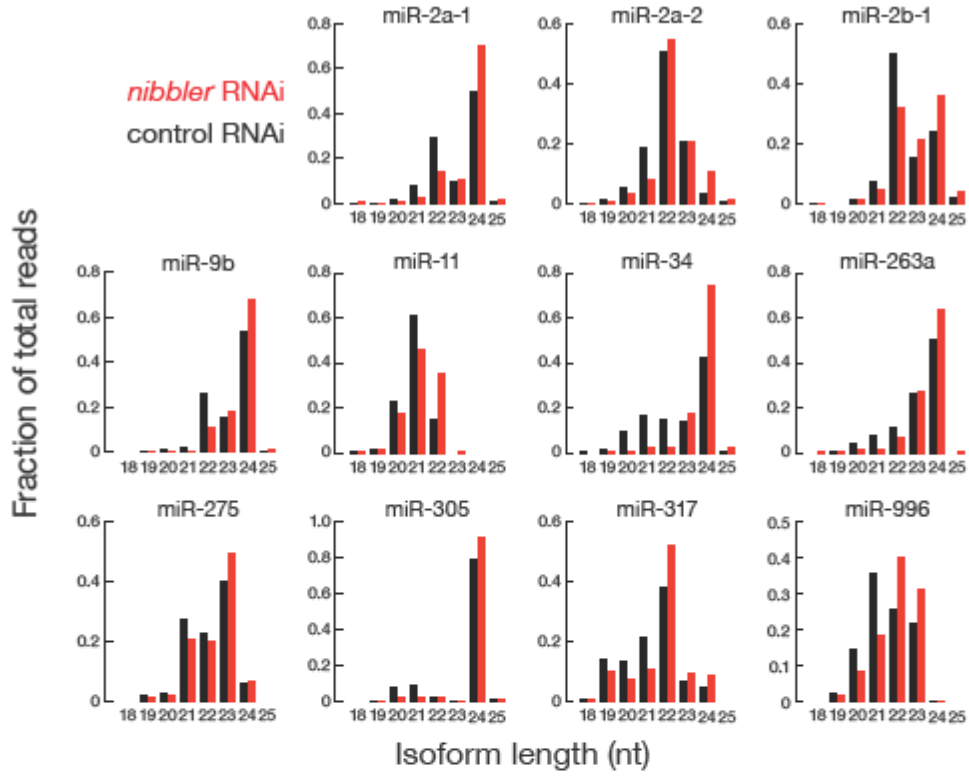 miR-2a-1
miR-2a-2
miR-2b-1
nibbler RNAi
control RNAi
0.8
0.6
0.4
0.2
0
18 19 20 21 22 23 24 25
0.6
0.4
0.2
0
18 19 20 21 22 23 24 25
0.6
0.4
0.2
0
18 19 20 21 22 23 24 25
Fraction of total reads
miR-9b
miR-11
miR-34
miR-263a
0.8
0.6
0.4
0.2
0
18 19 20 21 22 23 24 25
0.8
0.6
0.4
0.2
0
18 19 20 21 22 23 24 25
0.8
0.6
0.4
0.2
0
18 19 20 21 22 23 24 25
0.8
0.6
0.4
0.2
0
18 19 20 21 22 23 24 25
miR-275
miR-305
miR-317
miR-996
0.6
0.4
0.2
0
18 19 20 21 22 23 24 25
1.0
0.8
0.6
0.4
0.2
0
18 19 20 21 22 23 24 25
0.6
0.4
0.2
0
18 19 20 21 22 23 24 25
0.5
0.4
0.3
0.2
0.1
0
18 19 20 21 22 23 24 25
Isoform length (nt)